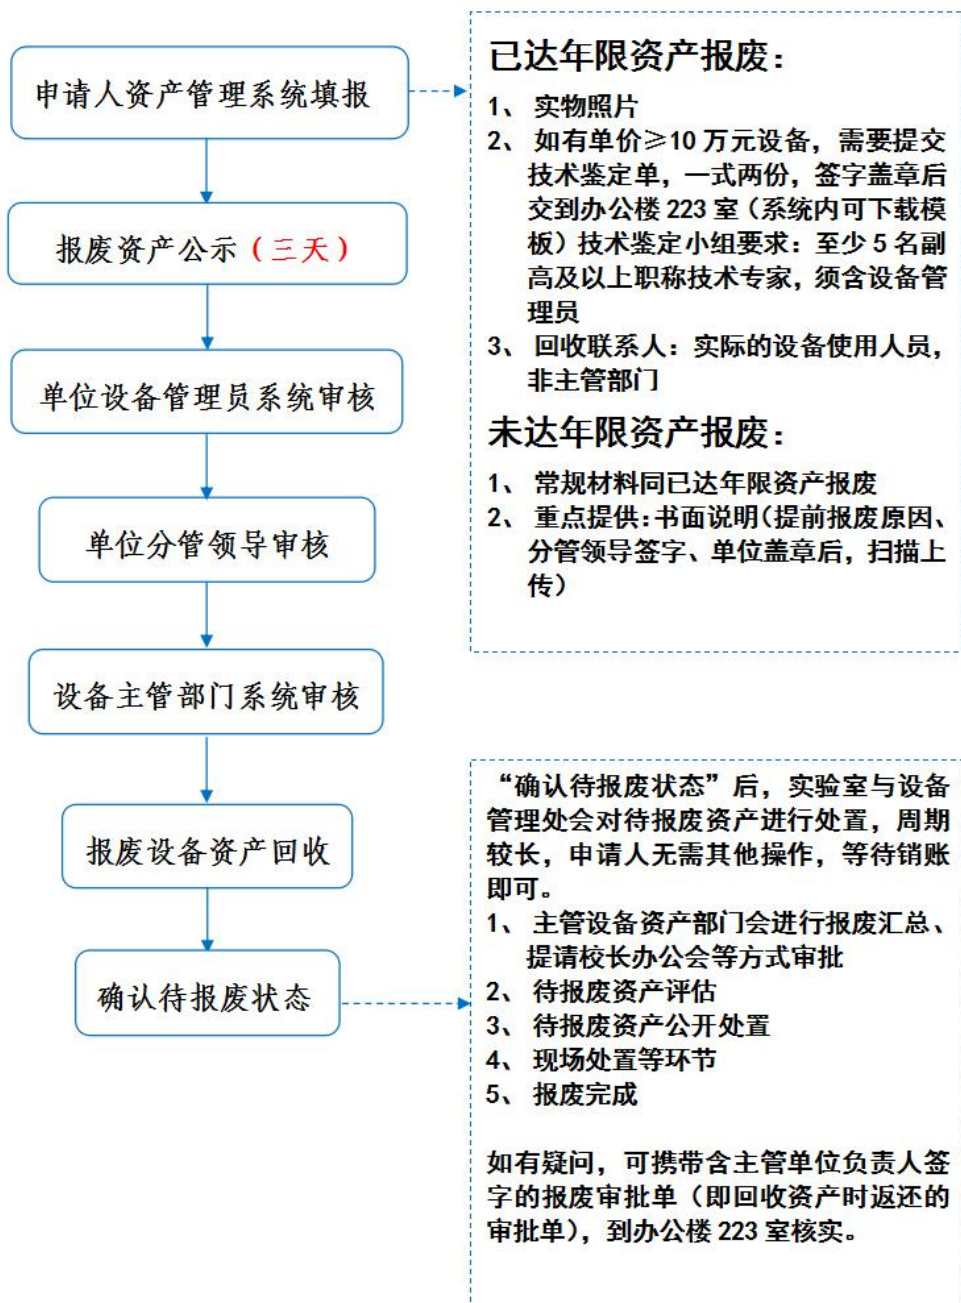 申请人资产管理系统填报
报废资产公示（三天）
单位设备管理员系统审核
单位分管领导审核
设备主管部门系统审核
报废设备资产回收
确认待报废状态
已达年限资产报废：
1、 实物照片
2、 如有单价≥10 万元设备，需要提交
技术鉴定单，一式两份，签字盖章后
交到办公楼 223 室（系统内可下载模
板）技术鉴定小组要求：至少 5 名副
高及以上职称技术专家，须含设备管
理员
3、 回收联系人：实际的设备使用人员，
非主管部门
未达年限资产报废：
1、 常规材料同已达年限资产报废
2、 重点提供：书面说明（提前报废原因、
分管领导签字、单位盖章后，扫描上
传）
“确认待报废状态”后，实验室与设备
管理处会对待报废资产进行处置，周期
较长，申请人无需其他操作，等待销账
即可。
1、 主管设备资产部门会进行报废汇总、
提请校长办公会等方式审批
2、 待报废资产评估
3、 待报废资产公开处置
4、 现场处置等环节
5、 报废完成
如有疑问，可携带含主管单位负责人签
字的报废审批单（即回收资产时返还的
审批单），到办公楼 223 室核实。